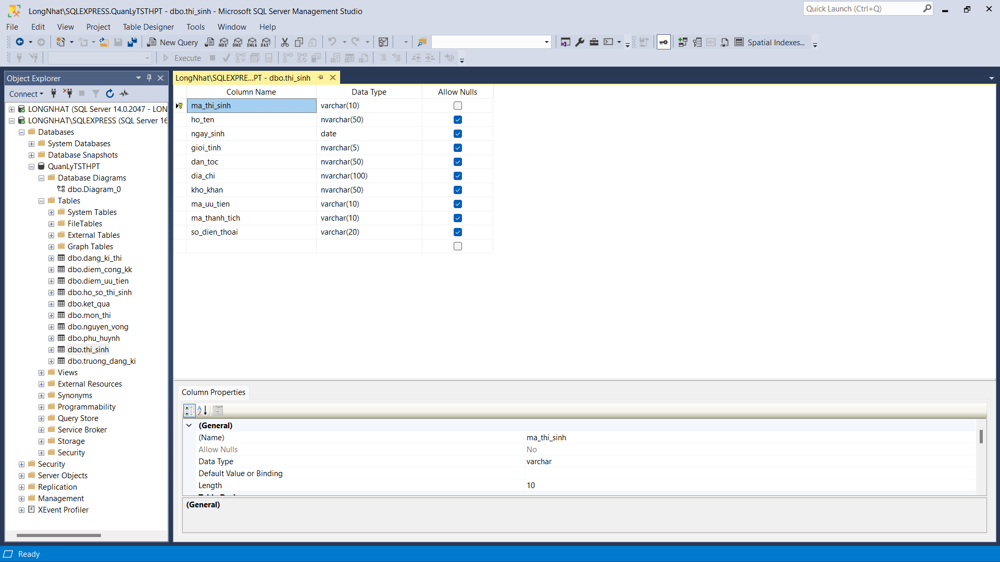 LongNhat\SQLEXPRESS.QuanLyTSTHPT - dbo.thi_sinh - Microsoft SQL Server Management Studio
Quick Launch (Ctrl+Q)
File Edit View Project Table Designer Tools Window Help
New Query MDX DMX XMLA DAX Spatial Indexes...
Execute
Object Explorer
Connect
LONGNHAT (SQL Server 14.0.2047 - LON
LONGNHAT\SQLEXPRESS (SQL Server 16
Databases
System Databases
Database Snapshots
QuanLyTSTHPT
Database Diagrams
dbo.Diagram_0
Tables
System Tables
FileTables
External Tables
Graph Tables
dbo.dang_ki_thi
dbo.diem_cong_kk
dbo.diem_uu_tien
dbo.ho_so_thi_sinh
dbo.ket_qua
dbo.mon_thi
dbo.nguyen_vong
dbo.phu_huynh
dbo.thi_sinh
dbo.truong_dang_ki
Views
External Resources
Synonyms
Programmability
Query Store
Service Broker
Storage
Security
Security
Server Objects
Replication
Management
XEvent Profiler
LongNhat\SQLEXPRE...PT - dbo.thi_sinh
Column Name Data Type Allow Nulls
ma_thi_sinh varchar(10)
ho_ten nvarchar(50)
ngay_sinh date
gioi_tinh nvarchar(5)
dan_toc nvarchar(50)
dia_chi nvarchar(100)
kho_khan nvarchar(50)
ma_uu_tien varchar(10)
ma_thanh_tich varchar(10)
so_dien_thoai varchar(20)
Column Properties
(General)
(Name) ma_thi_sinh
Allow Nulls No
Data Type varchar
Default Value or Binding
Length 10
(General)
Ready